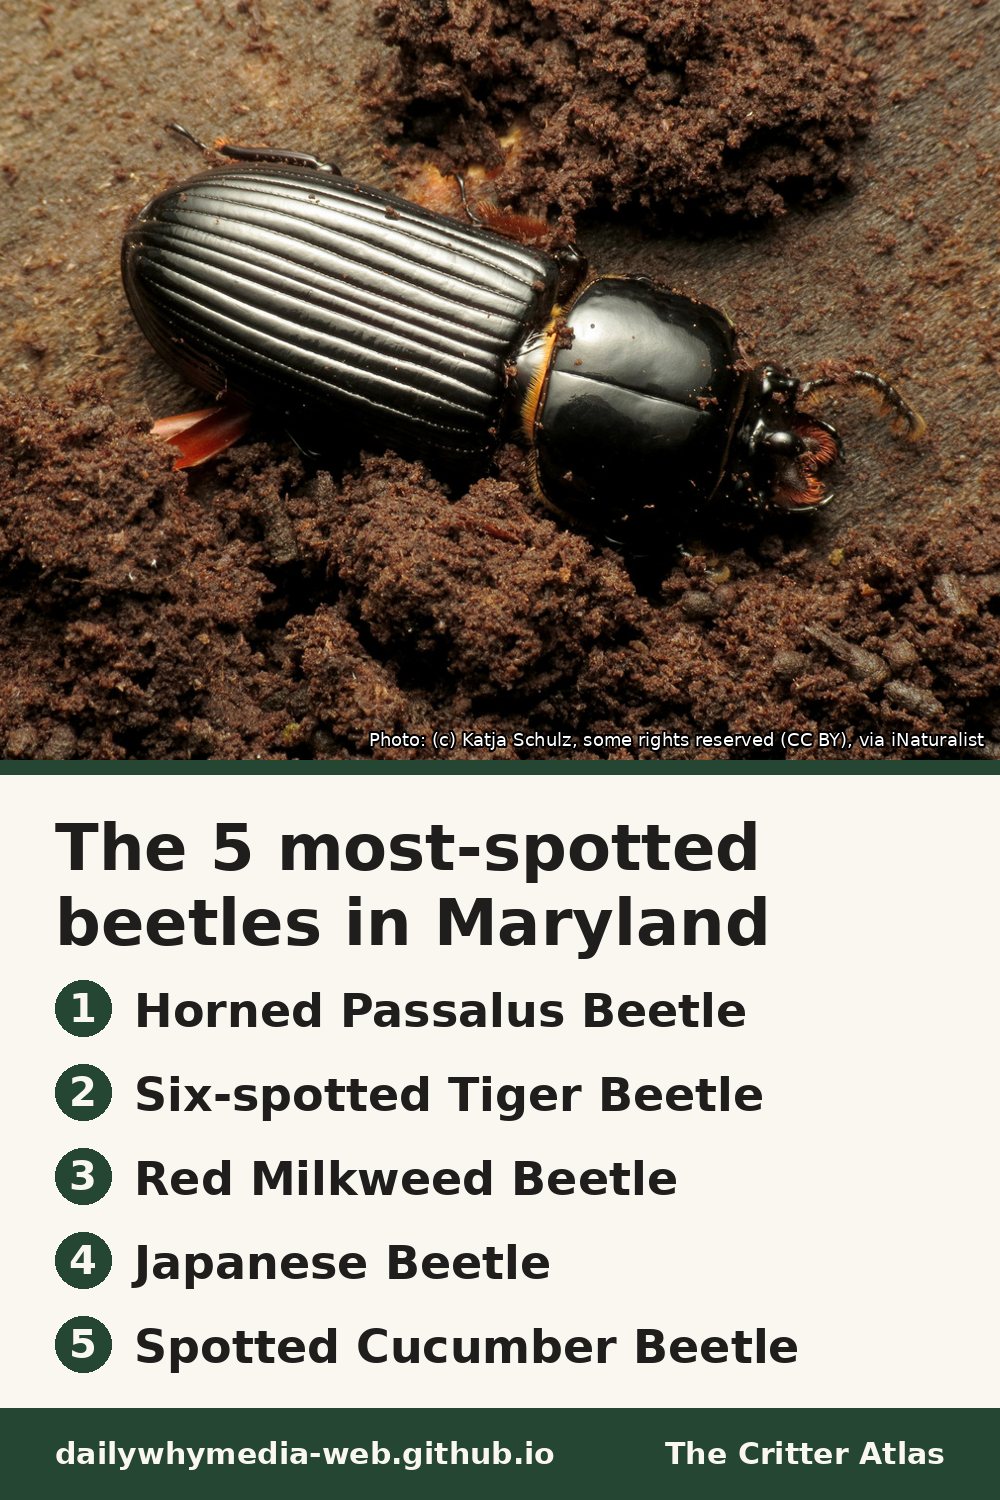 Photo: (c) Katja Schulz, some rights reserved (CC BY), via iNaturalist
The 5 most-spotted
beetles in Maryland
1 Horned Passalus Beetle
2 Six-spotted Tiger Beetle
3 Red Milkweed Beetle
4 Japanese Beetle
5 Spotted Cucumber Beetle
dailywhymedia-web.github.io The Critter Atlas